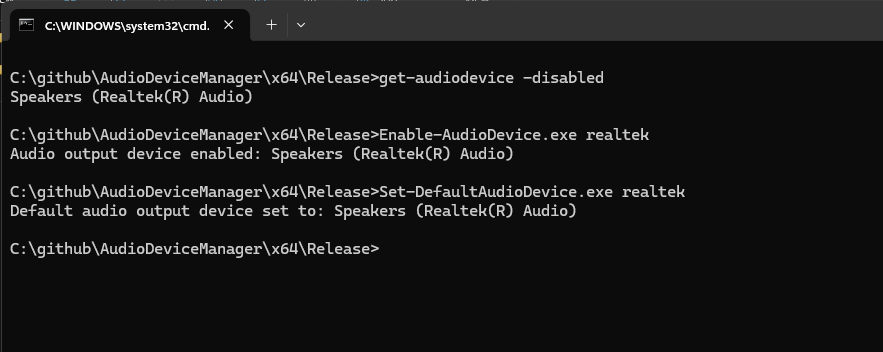 C:\WINDOWS\system32\cmd.
C:\github\AudioDeviceManager\x64\Release>get-audiodevice -disabled
Speakers (Realtek(R) Audio)
C:\github\AudioDeviceManager\x64\Release>Enable-AudioDevice.exe realtek
Audio output device enabled: Speakers (Realtek(R) Audio)
C:\github\AudioDeviceManager\x64\Release>Set-DefaultAudioDevice.exe realtek
Default audio output device set to: Speakers (Realtek(R) Audio)
C:\github\AudioDeviceManager\x64\Release>